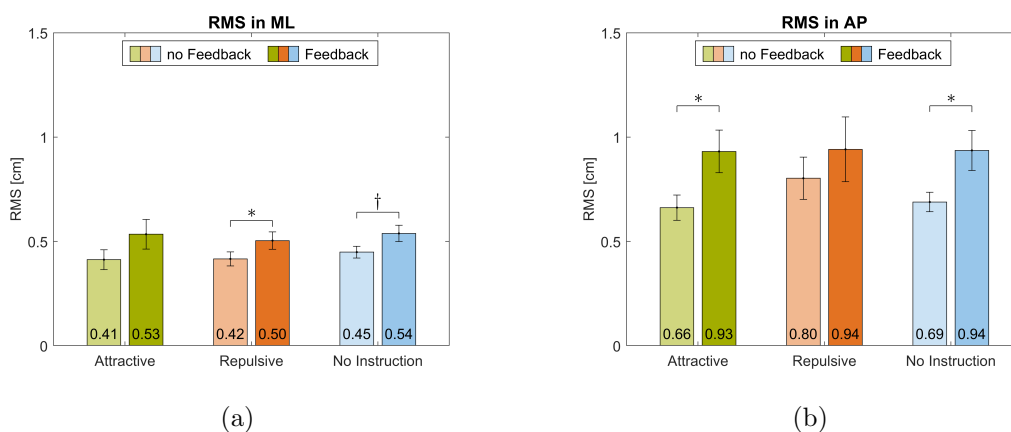 RMS in ML
no Feedback Feedback
1.5
1
0.5
0
RMS [cm]
*
†
0.41 0.53 0.42 0.50 0.45 0.54
Attractive Repulsive No Instruction
(a)
RMS in AP
no Feedback Feedback
1.5
1
0.5
0
RMS [cm]
* *
0.66 0.93 0.80 0.94 0.69 0.94
Attractive Repulsive No Instruction
(b)